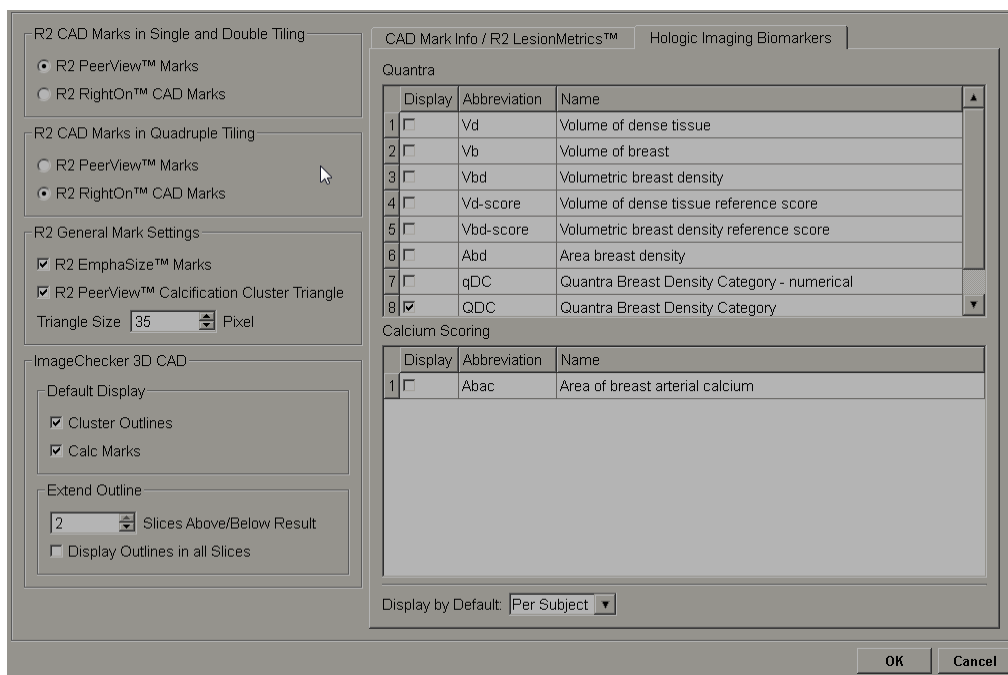 R2 CAD Marks in Single and Double Tiling
R2 PeerView™ Marks
R2 RightOn™ CAD Marks
R2 CAD Marks in Quadruple Tiling
R2 PeerView™ Marks
R2 RightOn™ CAD Marks
R2 General Mark Settings
R2 EmphaSize™ Marks
R2 PeerView™ Calcification Cluster Triangle
Triangle Size 35 Pixel
ImageChecker 3D CAD
Default Display
Cluster Outlines
Calc Marks
Extend Outline
2 Slices Above/Below Result
Display Outlines in all Slices
CAD Mark Info / R2 LesionMetrics™ Hologic Imaging Biomarkers
Quantra
Display Abbreviation Name
1 Vd Volume of dense tissue
2 Vb Volume of breast
3 Vbd Volumetric breast density
4 Vd-score Volume of dense tissue reference score
5 Vbd-score Volumetric breast density reference score
6 Abd Area breast density
7 qDC Quantra Breast Density Category - numerical
8 QDC Quantra Breast Density Category
Calcium Scoring
Display Abbreviation Name
1 Abac Area of breast arterial calcium
Display by Default: Per Subject
OK Cancel